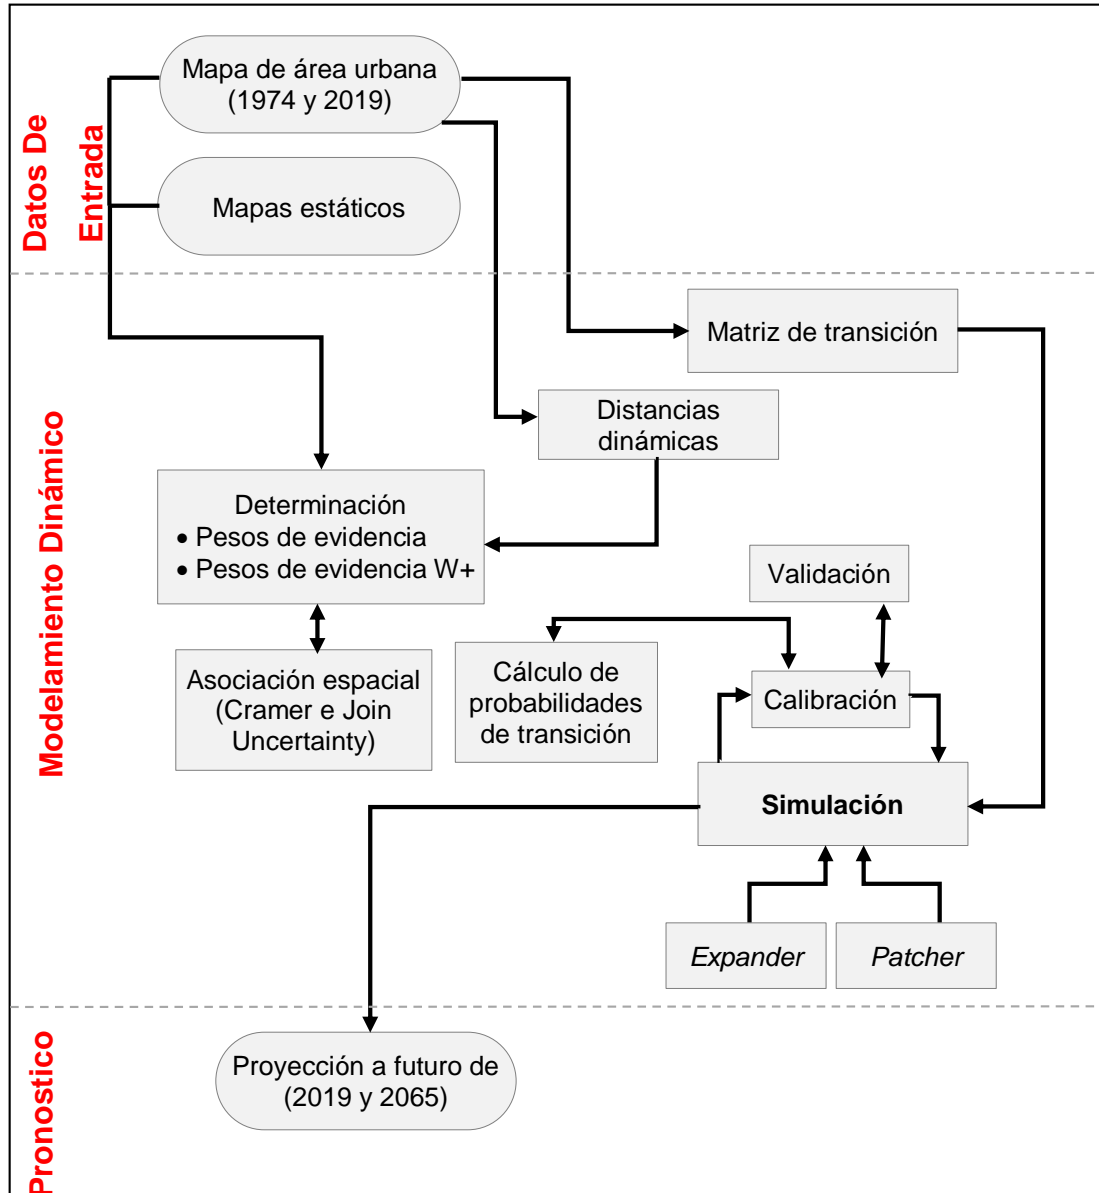 Datos De
Entrada
Mapa de área urbana
(1974 y 2019)
Mapas estáticos
Modelamiento Dinámico
Matriz de transición
Distancias
dinámicas
Determinación
• Pesos de evidencia
• Pesos de evidencia W+
Asociación espacial
(Cramer e Join
Uncertainty)
Validación
Cálculo de
probabilidades
de transición
Calibración
Simulación
Expander
Patcher
Pronostico
Proyección a futuro de
(2019 y 2065)